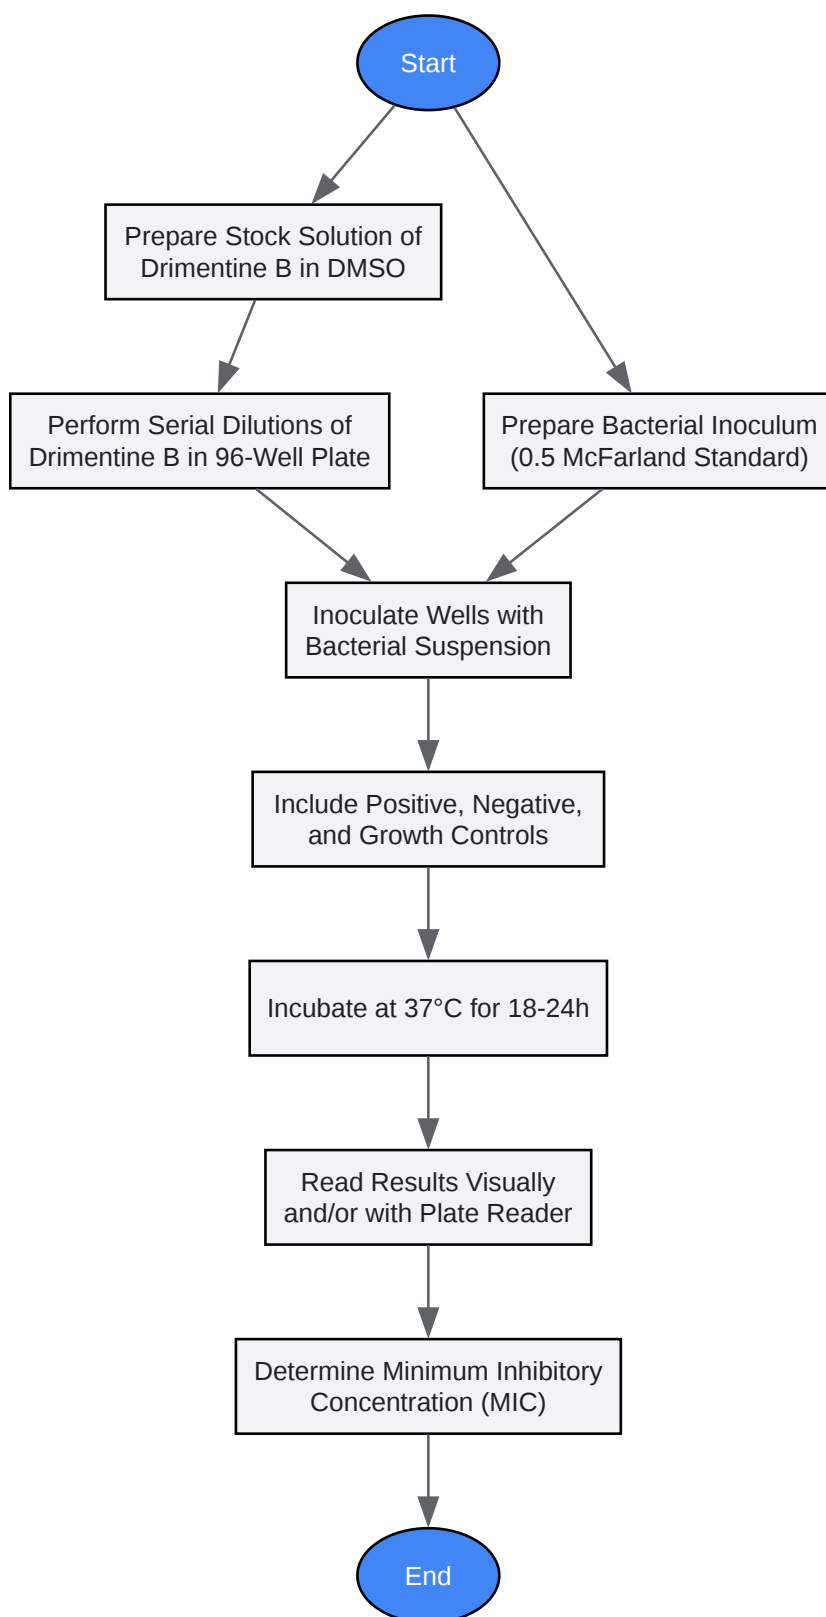 Start
Prepare Stock Solution of
Drimentine B in DMSO
Perform Serial Dilutions of
Drimentine B in 96-Well Plate
Prepare Bacterial Inoculum
(0.5 McFarland Standard)
Inoculate Wells with
Bacterial Suspension
Include Positive, Negative,
and Growth Controls
Incubate at 37°C for 18-24h
Read Results Visually
and/or with Plate Reader
Determine Minimum Inhibitory
Concentration (MIC)
End